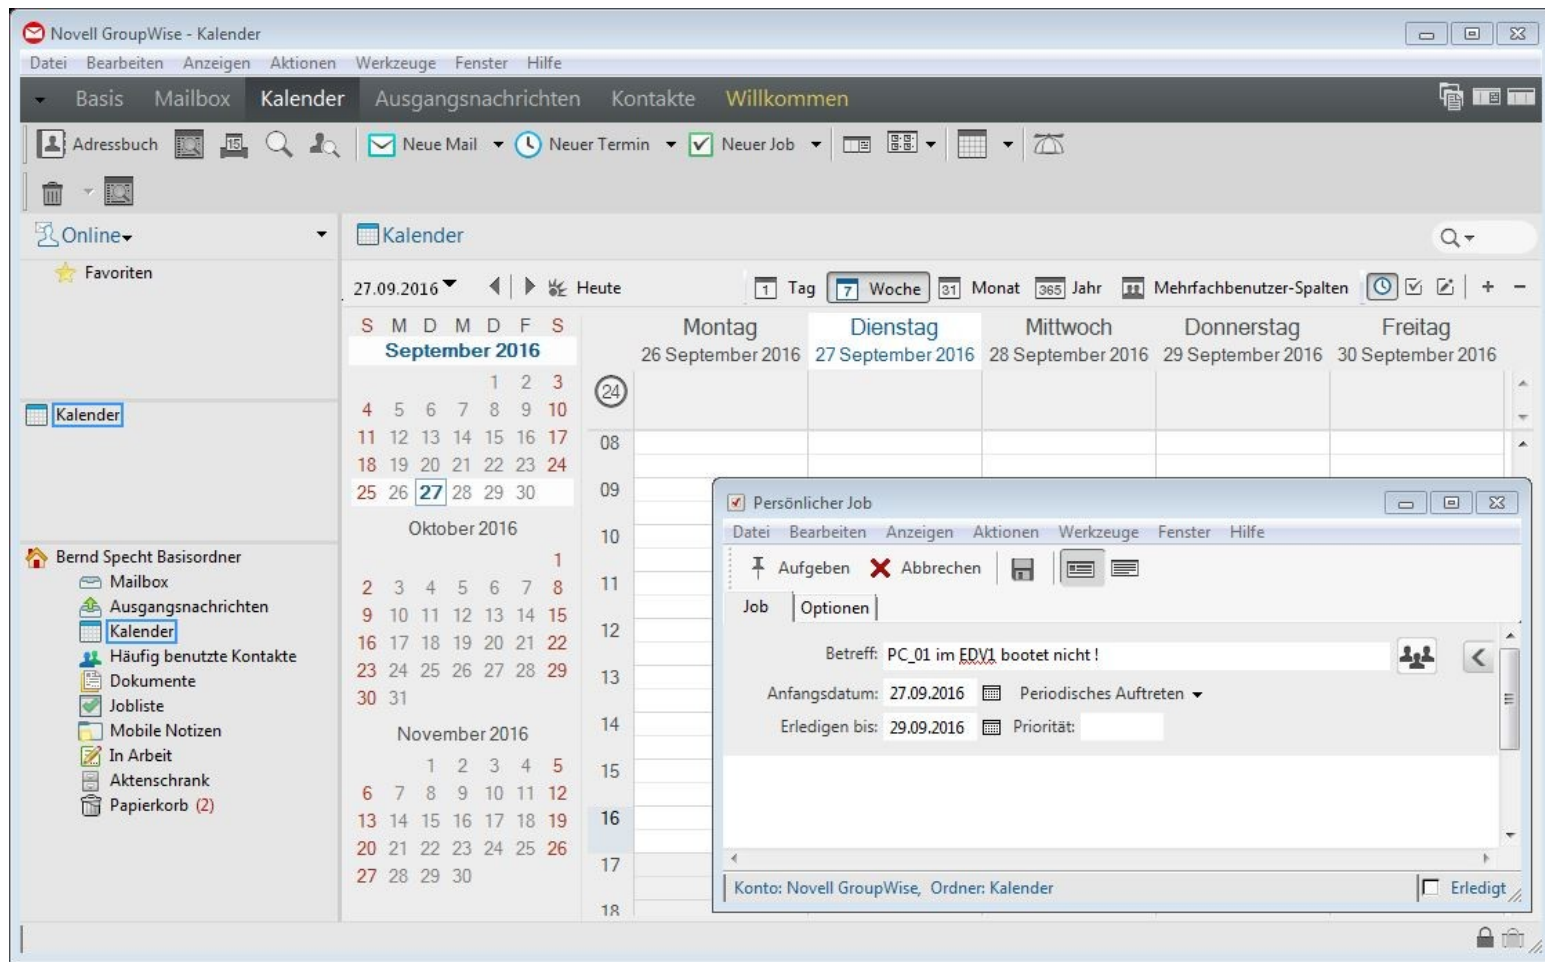 Novell GroupWise - Kalender
Datei Bearbeiten Anzeigen Aktionen Werkzeuge Fenster Hilfe
Basis Mailbox Kalender Ausgangsnachrichten Kontakte Willkommen
Adressbuch 15 Neue Mail Neuer Termin Neuer Job
Online
Favoriten
Kalender
Bernd Specht Basisordner
Mailbox
Ausgangsnachrichten
Kalender
Häufig benutzte Kontakte
Dokumente
Jobliste
Mobile Notizen
In Arbeit
Aktenschrank
Papierkorb (2)
Kalender
27.09.2016 Heute 1 Tag 7 Woche 31 Monat 365 Jahr Mehrfachbenutzer-Spalten + -
S M D M D F S
September 2016
1 2 3
4 5 6 7 8 9 10
11 12 13 14 15 16 17
18 19 20 21 22 23 24
25 26 27 28 29 30
Oktober 2016
1
2 3 4 5 6 7 8
9 10 11 12 13 14 15
16 17 18 19 20 21 22
23 24 25 26 27 28 29
30 31
November 2016
1 2 3 4 5
6 7 8 9 10 11 12
13 14 15 16 17 18 19
20 21 22 23 24 25 26
27 28 29 30
Montag Dienstag Mittwoch Donnerstag Freitag
26 September 2016 27 September 2016 28 September 2016 29 September 2016 30 September 2016
24
08
09
10
11
12
13
14
15
16
17
18
Persönlicher Job
Datei Bearbeiten Anzeigen Aktionen Werkzeuge Fenster Hilfe
Aufgeben Abbrechen
Job Optionen
Betreff: PC_01 im EDV1 bootet nicht !
Anfangsdatum: 27.09.2016 Periodisches Auftreten
Erledigen bis: 29.09.2016 Priorität:
Konto: Novell GroupWise, Ordner: Kalender Erledigt